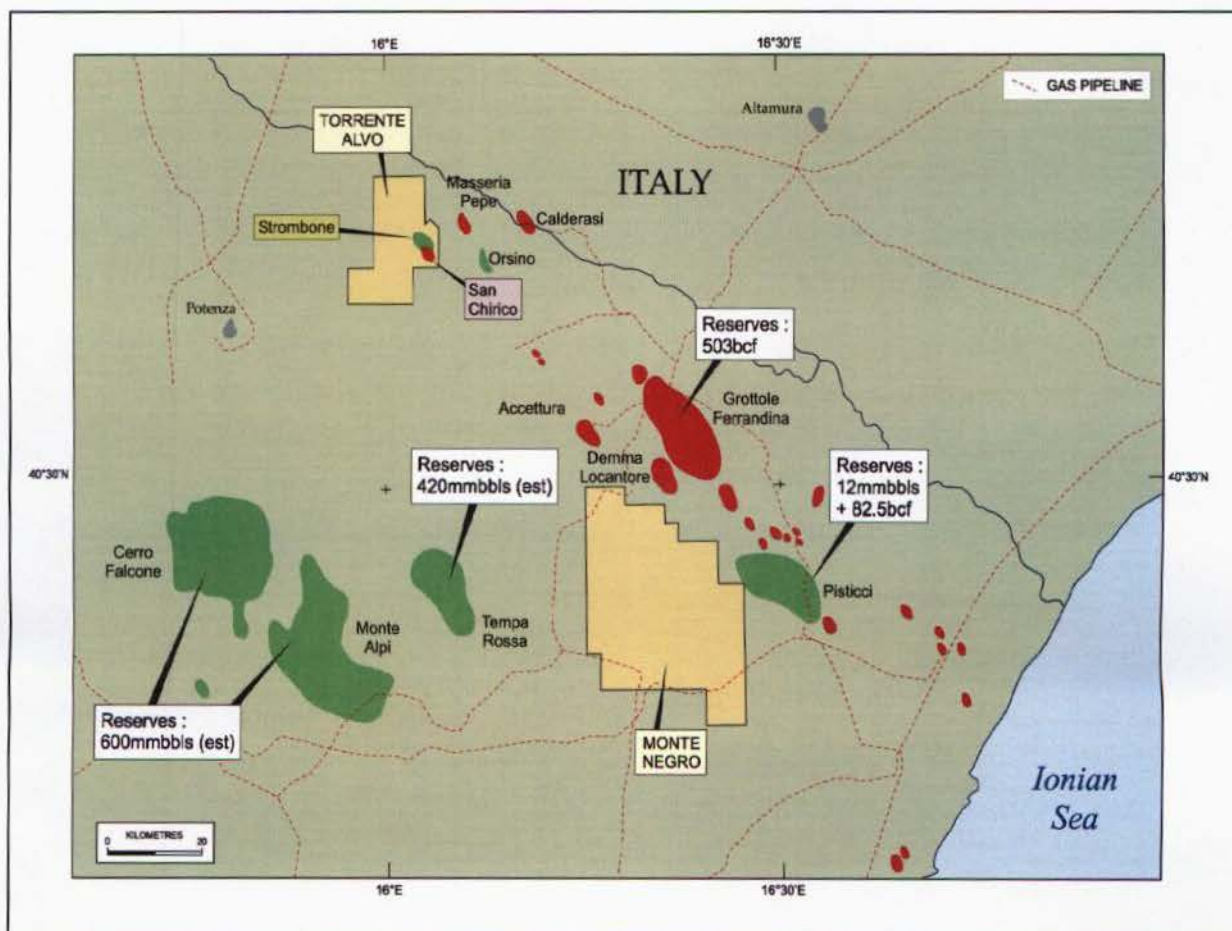 16°E
16°30'E
GAS PIPELINE
Altamura
TORRENTE
ALVO
ITALY
Masseria
Pepe
Calderasi
Strombone
Orsino
San
Chirico
Potenza
Reserves :
503bcf
Accettura
Grottole
Ferrandina
Demma
Locantore
Reserves :
420mmbbls (est)
Reserves :
12mmbbls
+ 82.5bcf
40°30'N
40°30'N
Cerro
Falcone
Monte
Alpi
Tempa
Rossa
Pisticci
Reserves :
600mmbbls (est)
MONTE
NEGRO
Ionian
Sea
KILOMETRES
0 20
16°E
16°30'E